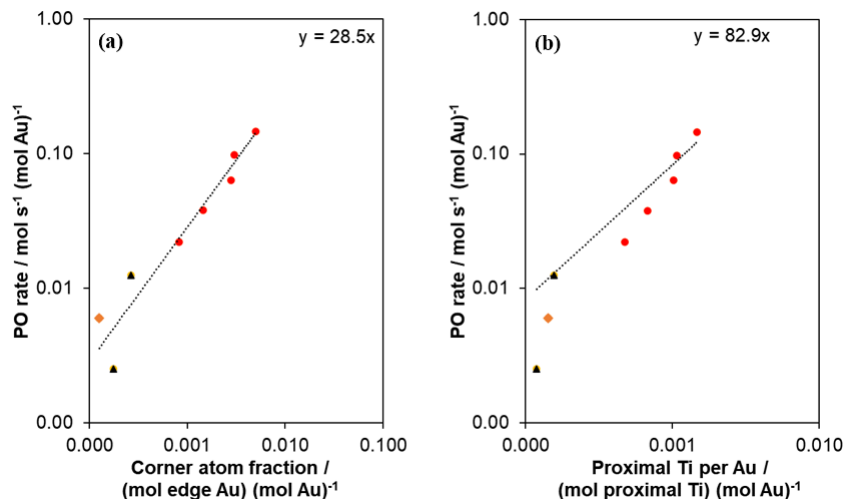 (a)
y = 28.5x
1.00
0.10
0.01
0.00
0.000
0.001
0.010
0.100
PO rate / mol s⁻¹ (mol Au)⁻¹
Corner atom fraction /
(mol edge Au) (mol Au)⁻¹
(b)
y = 82.9x
1.00
0.10
0.01
0.00
0.000
0.001
0.010
PO rate / mol s⁻¹ (mol Au)⁻¹
Proximal Ti per Au /
(mol proximal Ti) (mol Au)⁻¹